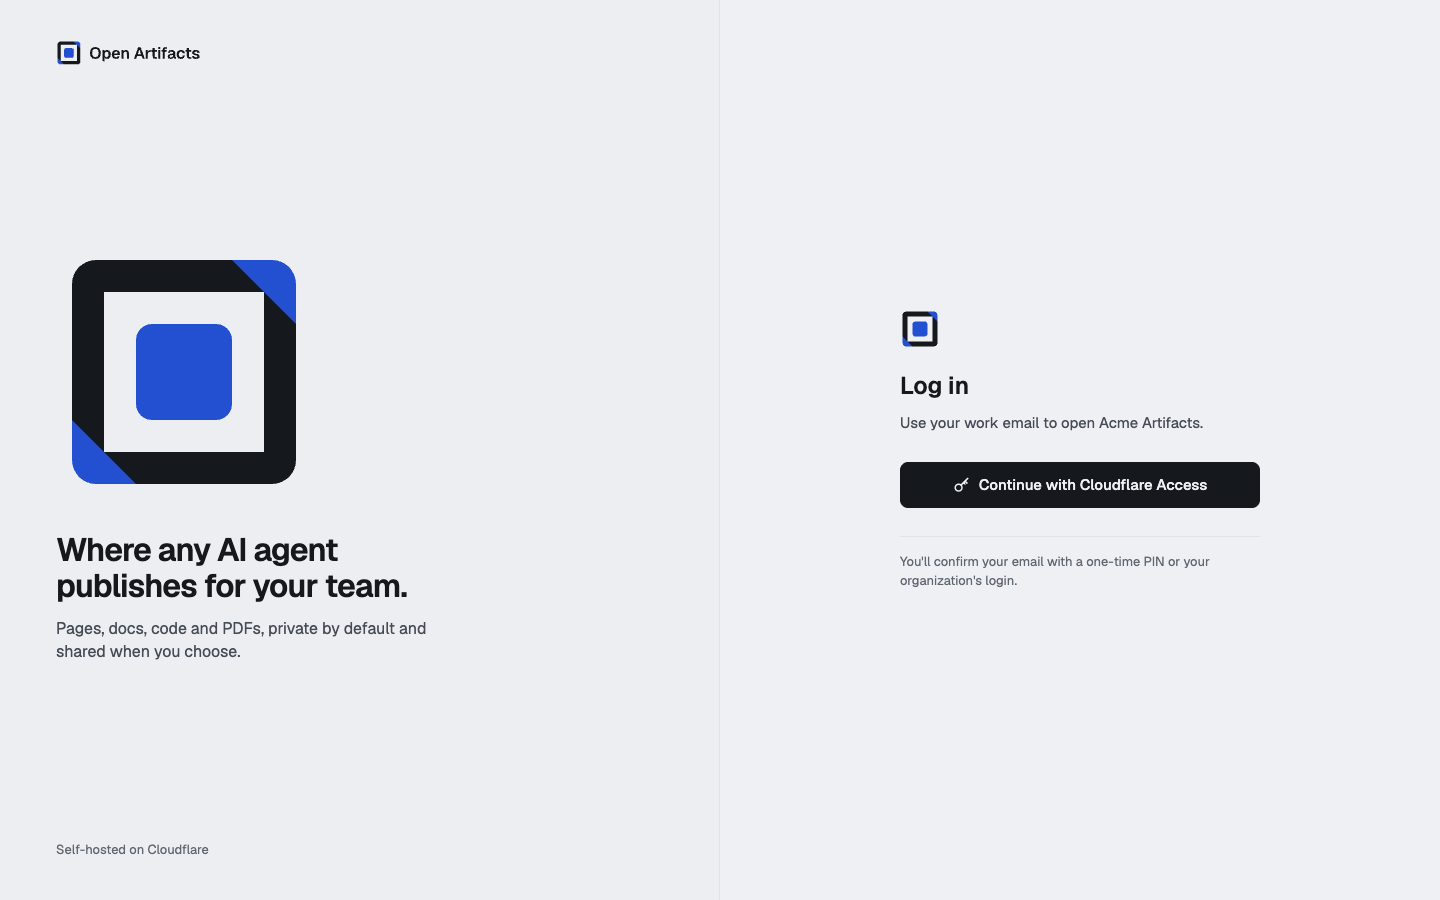 Open Artifacts
Where any AI agent
publishes for your team.
Pages, docs, code and PDFs, private by default and
shared when you choose.
Self-hosted on Cloudflare
Log in
Use your work email to open Acme Artifacts.
Continue with Cloudflare Access
You'll confirm your email with a one-time PIN or your
organization's login.